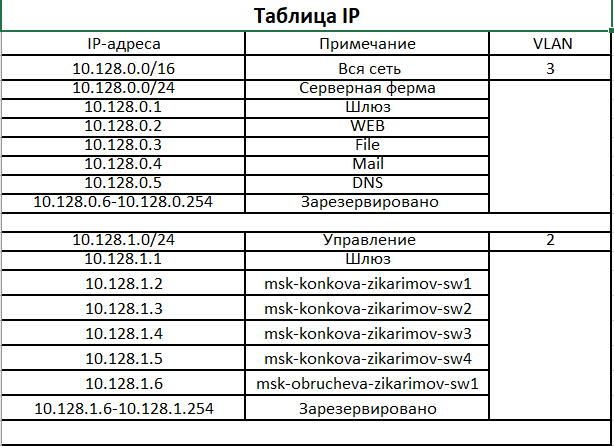 Таблица IP
IP-адреса Примечание VLAN
10.128.0.0/16 Вся сеть 3
10.128.0.0/24 Серверная ферма
10.128.0.1 Шлюз
10.128.0.2 WEB
10.128.0.3 File
10.128.0.4 Mail
10.128.0.5 DNS
10.128.0.6-10.128.0.254 Зарезервировано
10.128.1.0/24 Управление 2
10.128.1.1 Шлюз
10.128.1.2 msk-konkova-zikarimov-sw1
10.128.1.3 msk-konkova-zikarimov-sw2
10.128.1.4 msk-konkova-zikarimov-sw3
10.128.1.5 msk-konkova-zikarimov-sw4
10.128.1.6 msk-obrucheva-zikarimov-sw1
10.128.1.6-10.128.1.254 Зарезервировано